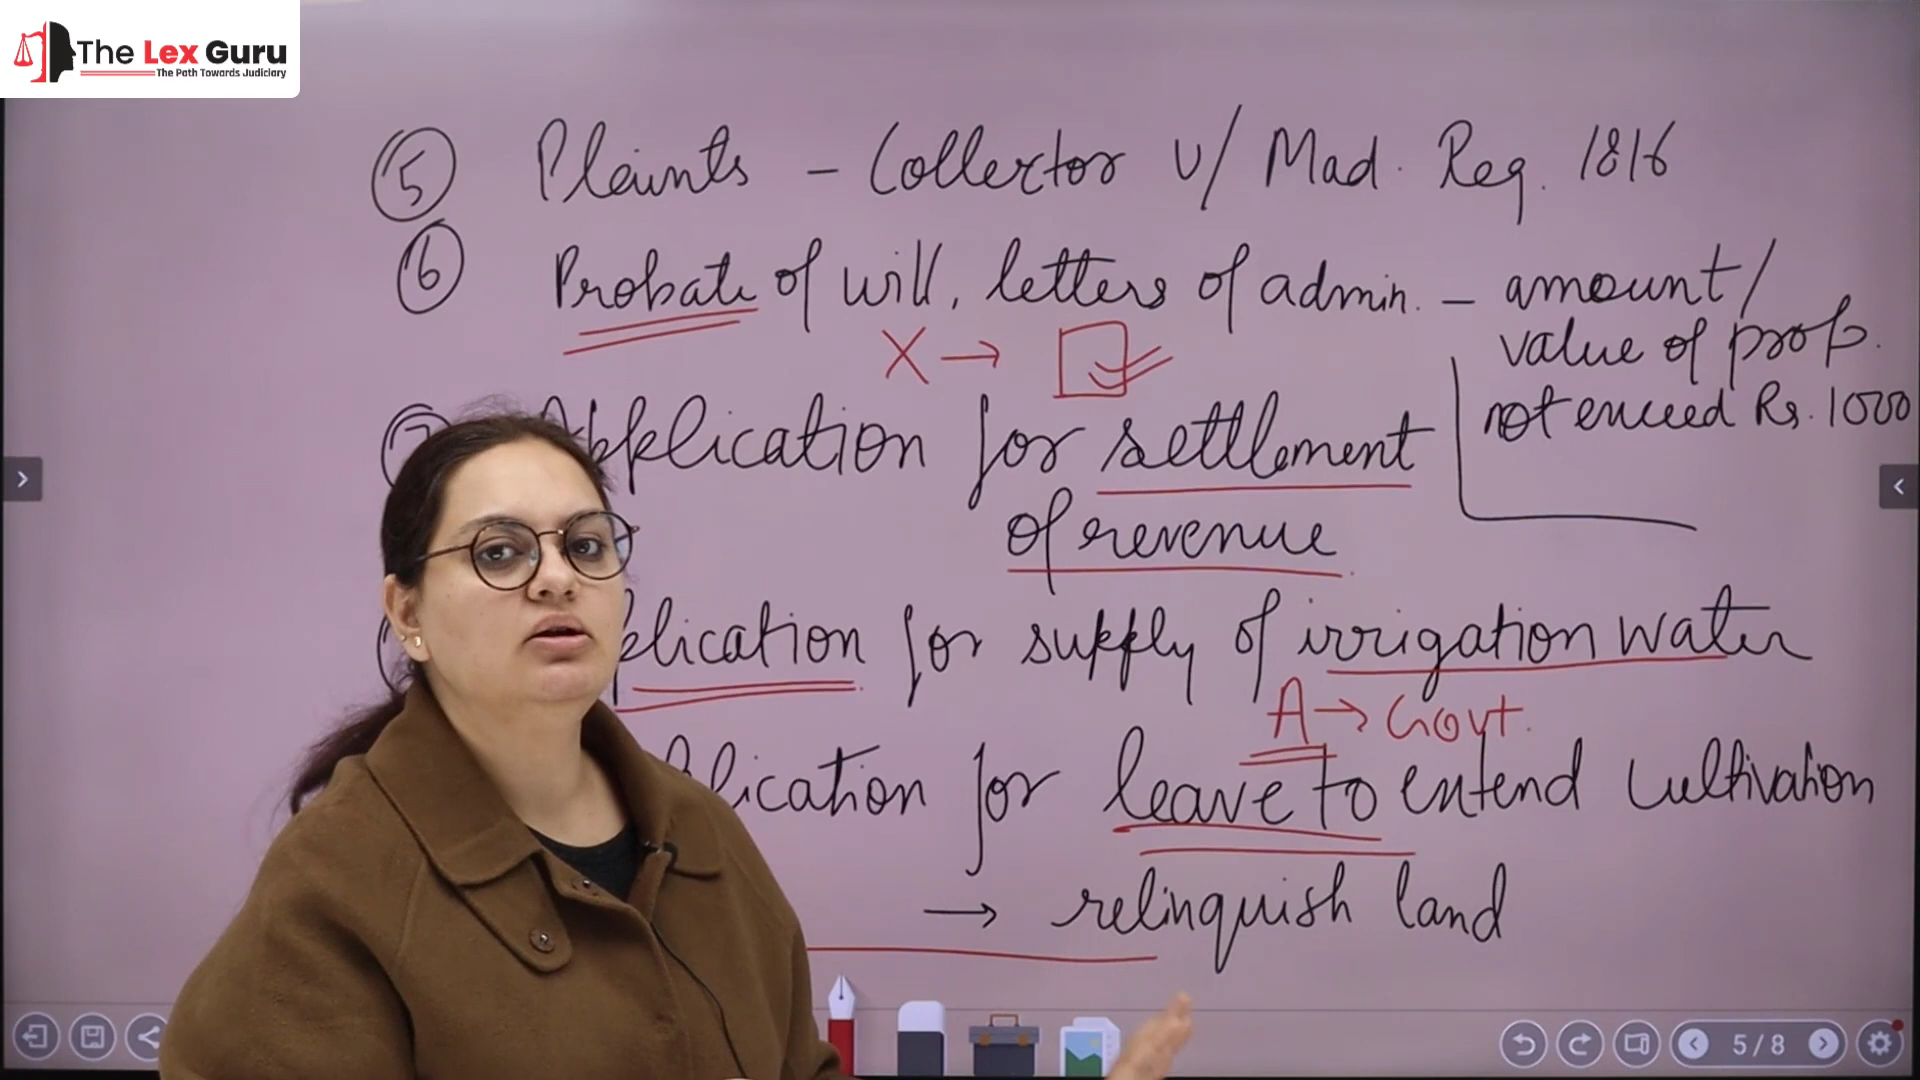 The Lex Guru
The Path Towards Judiciary
5 Plaints - Collector U/ Mad. Reg. 1816
6 Probate of will, letters of admin. - amount/
value of prop.
not exceed Rs. 1000
X →
Application for settlement
of revenue
plication for supply of irrigation water
A → Govt.
lication for leave to extend cultivation
→ relinquish land
5/8